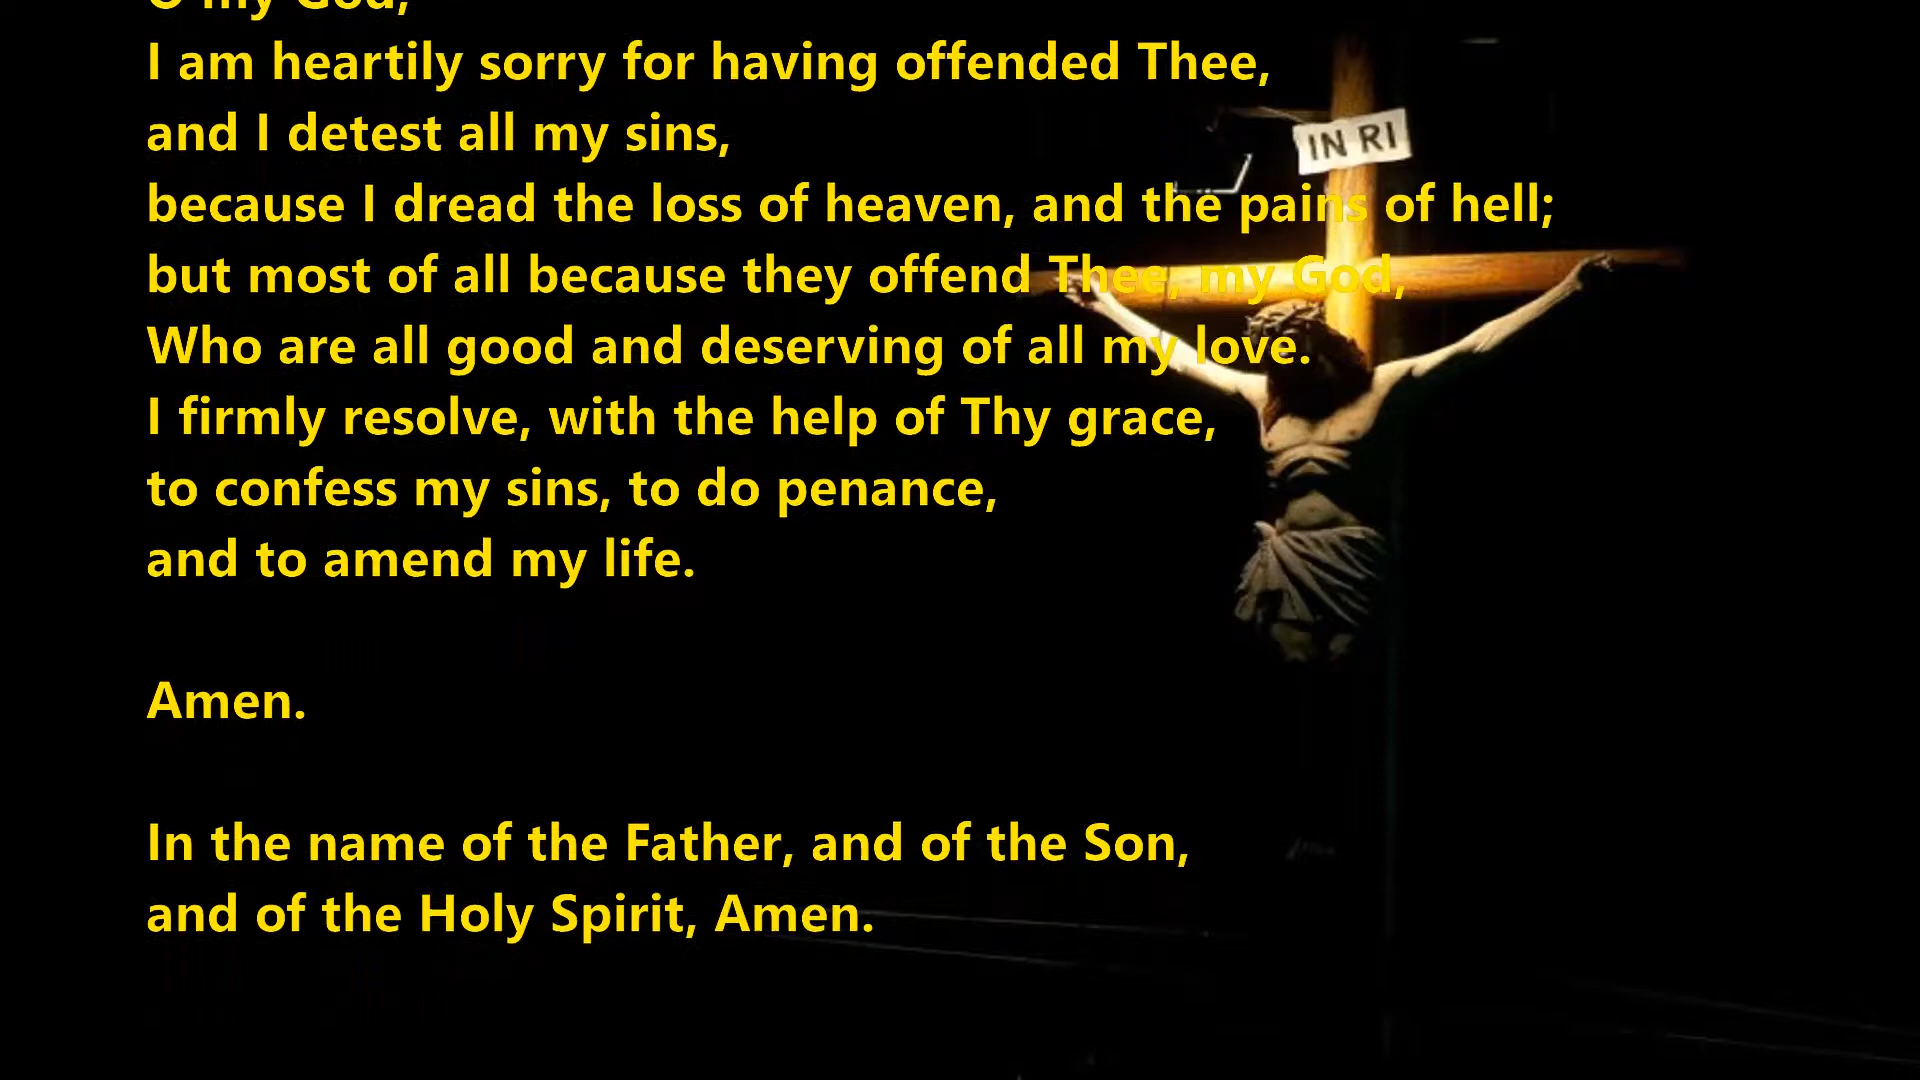 O my God,
I am heartily sorry for having offended Thee,
and I detest all my sins,
because I dread the loss of heaven, and the pains of hell;
but most of all because they offend Thee, my God,
Who are all good and deserving of all my love.
I firmly resolve, with the help of Thy grace,
to confess my sins, to do penance,
and to amend my life.
Amen.
In the name of the Father, and of the Son,
and of the Holy Spirit, Amen.
IN RI